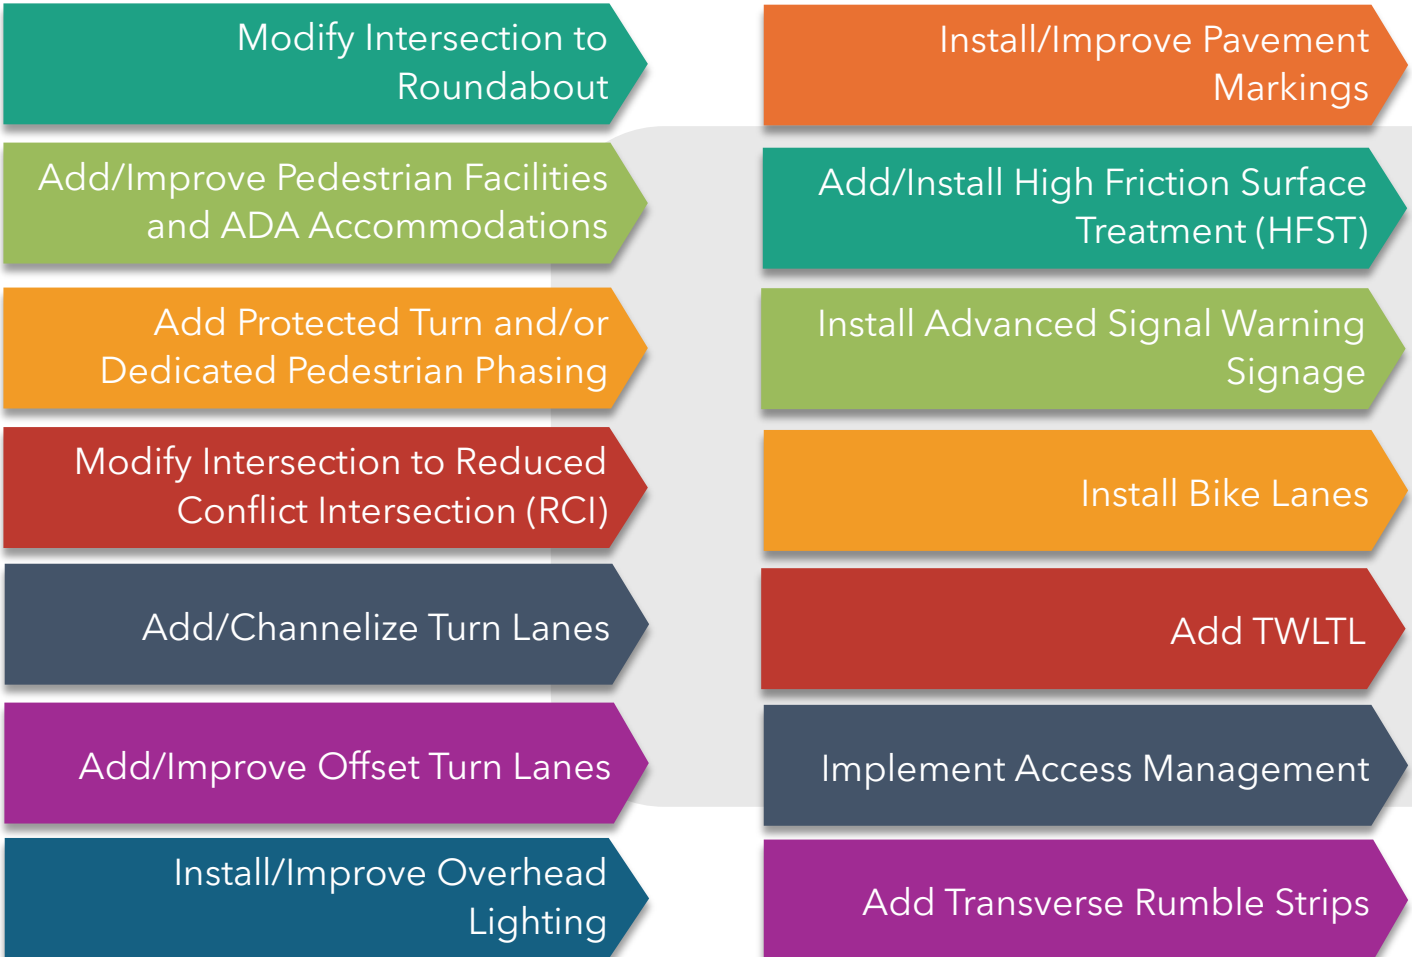 Modify Intersection to
Roundabout
Add/Improve Pedestrian Facilities
and ADA Accommodations
Add Protected Turn and/or
Dedicated Pedestrian Phasing
Modify Intersection to Reduced
Conflict Intersection (RCI)
Add/Channelize Turn Lanes
Add/Improve Offset Turn Lanes
Install/Improve Overhead
Lighting
Install/Improve Pavement
Markings
Add/Install High Friction Surface
Treatment (HFST)
Install Advanced Signal Warning
Signage
Install Bike Lanes
Add TWLTL
Implement Access Management
Add Transverse Rumble Strips